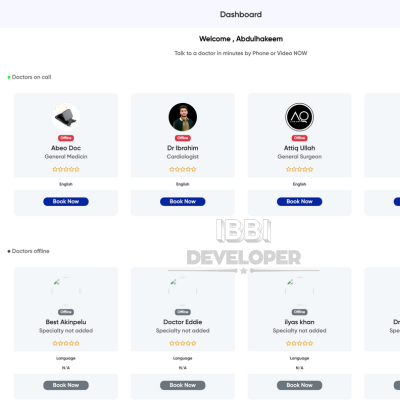 Dashboard
Welcome , Abdulhakeem
Talk to a doctor in minutes by Phone or Video NOW
Doctors on call
Offline
Abeo Doc
General Medicin
English
Book Now
Offline
Dr Ibrahim
Cardiologist
English
Book Now
AO
Offline
Attiq Ullah
General Surgeon
English
Book Now
IBBI
DEVELOPER
Doctors offline
Offline
Best Akinpelu
Specialty not added
Language
N/A
Book Now
Offline
Doctor Eddie
Specialty not added
Language
N/A
Book Now
Offline
ilyas khan
Specialty not added
Language
N/A
Book Now
Dr
Spe